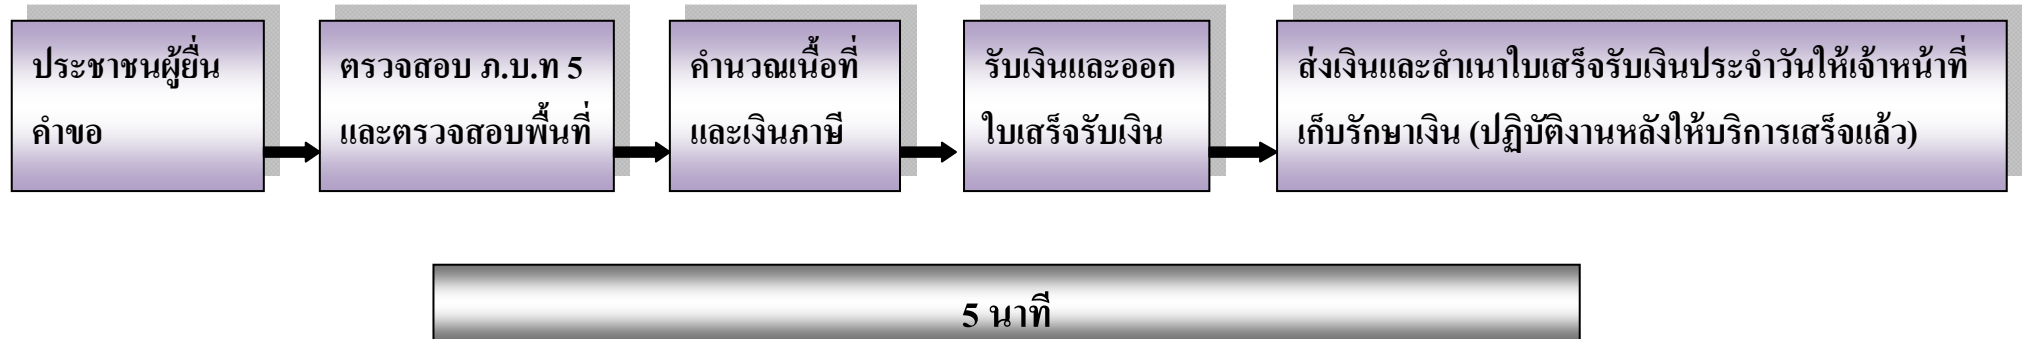 ประชาชนผู้ยื่น
คำขอ
ตรวจสอบ ภ.บ.ท 5
และตรวจสอบพื้นที่
คำนวณเนื้อที่
และเงินภาษี
รับเงินและออก
ใบเสร็จรับเงิน
ส่งเงินและสำเนาใบเสร็จรับเงินประจำวันให้เจ้าหน้าที่
เก็บรักษาเงิน (ปฏิบัติงานหลังให้บริการเสร็จแล้ว)
5 นาที